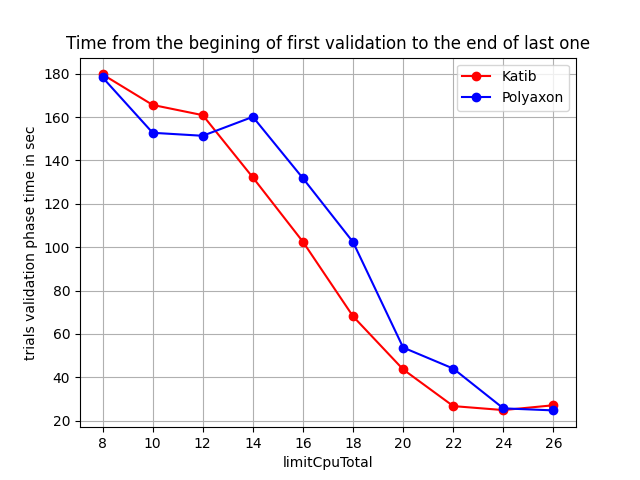 Time from the begining of first validation to the end of last one
Katib
Polyaxon
trials validation phase time in sec
180
160
140
120
100
80
60
40
20
8 10 12 14 16 18 20 22 24 26
limitCpuTotal